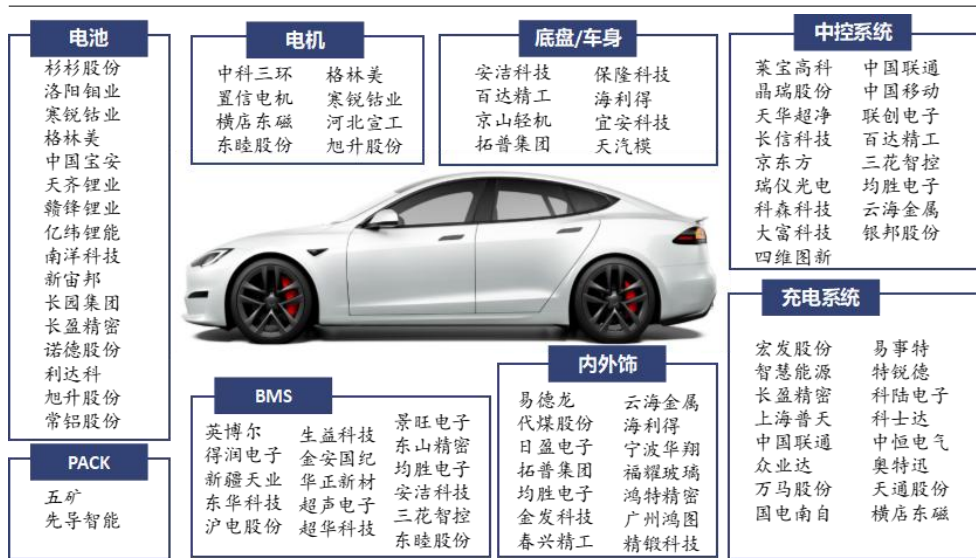 电池
杉杉股份
洛阳钼业
寒锐钴业
格林美
中国宝安
天齐锂业
赣锋锂业
亿纬锂能
南洋科技
新宙邦
长园集团
长盈精密
诺德股份
利达科
旭升股份
常铝股份
PACK
五矿
先导智能
电机
中科三环 格林美
置信电机 寒锐钴业
横店东磁 河北宣工
东睦股份 旭升股份
底盘/车身
安洁科技 保隆科技
百达精工 海利得
京山轻机 宜安科技
拓普集团 天汽模
中控系统
莱宝高科 中国联通
晶瑞股份 中国移动
天华超净 联创电子
长信科技 百达精工
京东方 三花智控
瑞仪光电 均胜电子
科森科技 云海金属
大富科技 银邦股份
四维图新
BMS
英博尔
得润电子
新疆天业
东华科技
沪电股份
生益科技
金安国纪
华正新材
超声电子
超华科技
景旺电子
东山精密
均胜电子
安洁科技
三花智控
东睦股份
内外饰
易德龙 云海金属
代煤股份 海利得
日盈电子 宁波华翔
拓普集团 福耀玻璃
均胜电子 鸿特精密
金发科技 广州鸿图
春兴精工 精锻科技
充电系统
宏发股份 易事特
智慧能源 特锐德
长盈精密 科陆电子
上海普天 科士达
中国联通 中恒电气
众业达 奥特迅
万马股份 天通股份
国电南自 横店东磁